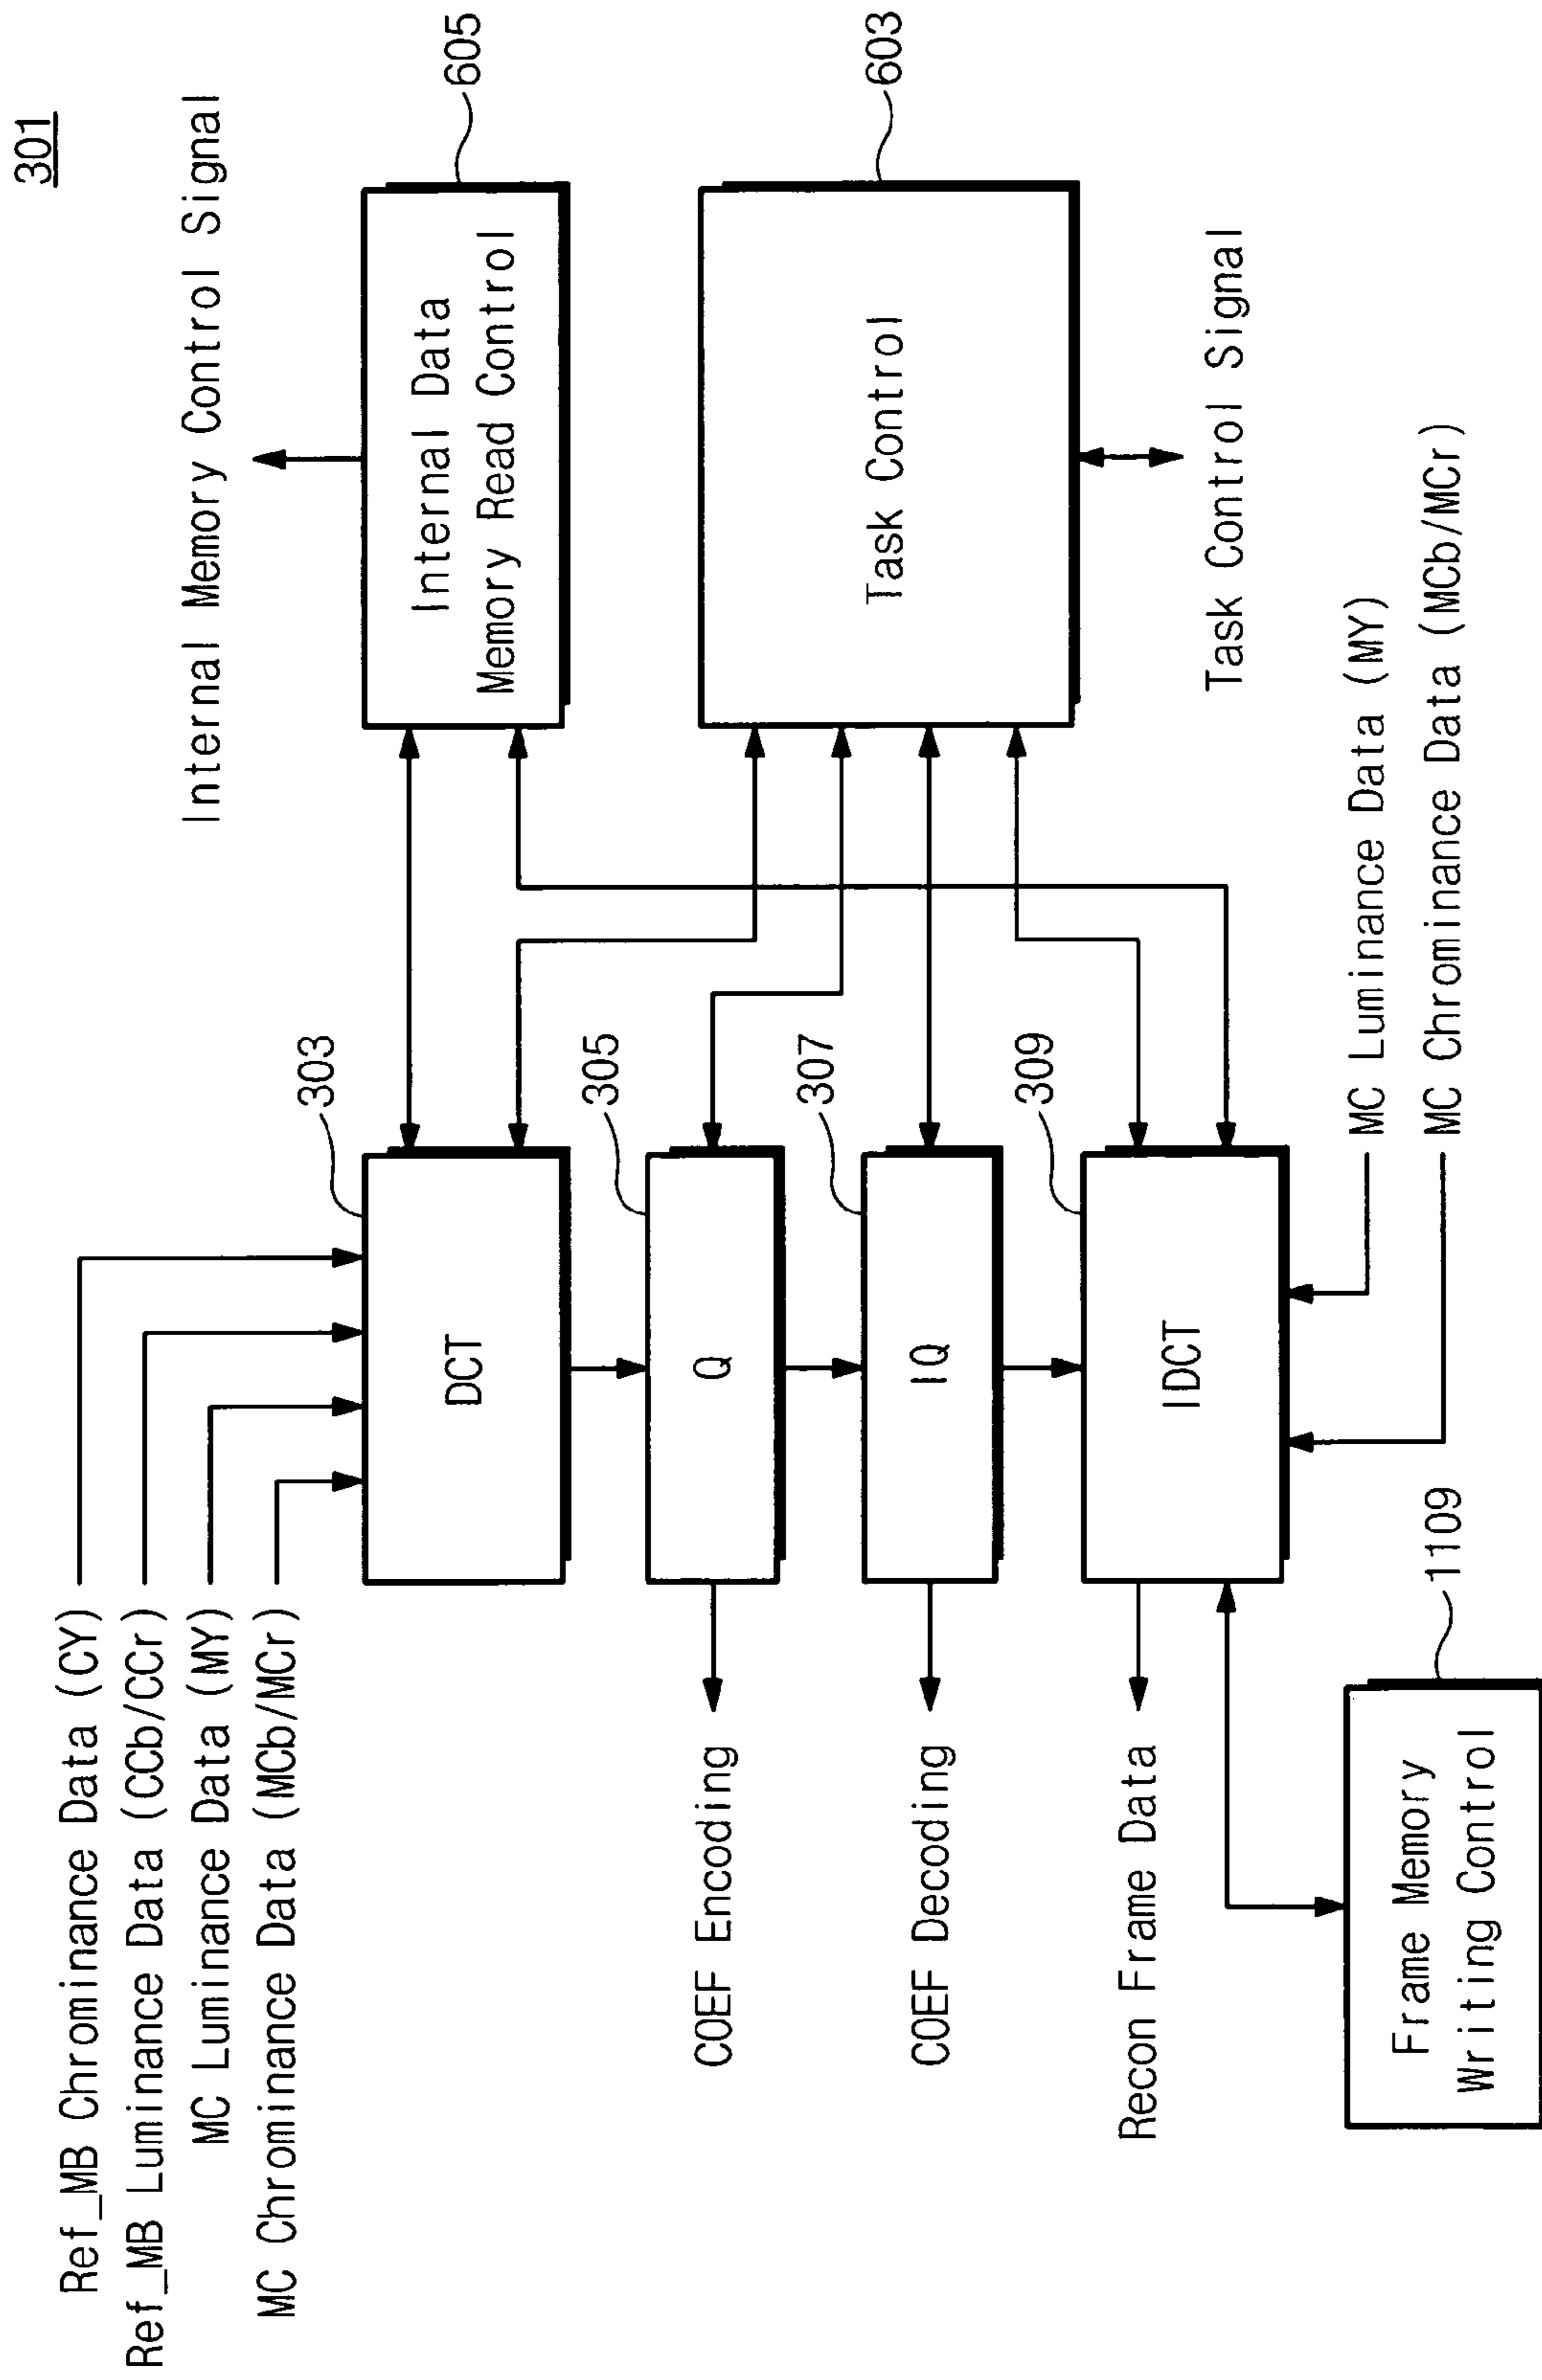 301
Ref_MB Chrominance Data (CY)
Ref_MB Luminance Data (CCb/CCr)
MC Luminance Data (MY)
MC Chrominance Data (MCb/MCr)
Internal Memory Control Signal
303
DCT
Internal Data
Memory Read Control
605
COEF Encoding
305
Q
COEF Decoding
307
IQ
Task Control
603
Recon Frame Data
309
IDCT
Task Control Signal
MC Luminance Data (MY)
MC Chrominance Data (MCb/MCr)
Frame Memory
Writing Control
1109